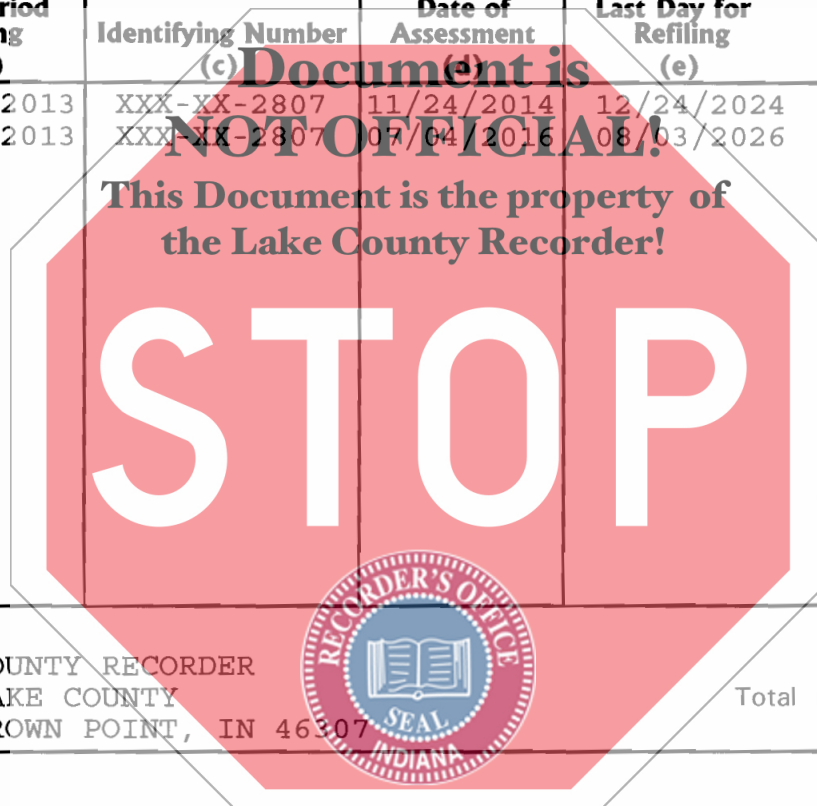 riod
ng
Identifying Number
(c)
Date of
Assessment
(d)
Last Day for
Refiling
(e)
2013 XXX-XX-2807 11/24/2014 12/24/2024
2013 XXX-XX-2807 07/04/2016 08/03/2026
Document is
NOT OFFICIAL!
This Document is the property of
the Lake County Recorder!
STOP
RECORDER'S OFFICE
SEAL
INDIANA
OUNTY RECORDER
AKE COUNTY
ROWN POINT, IN 46307
Total